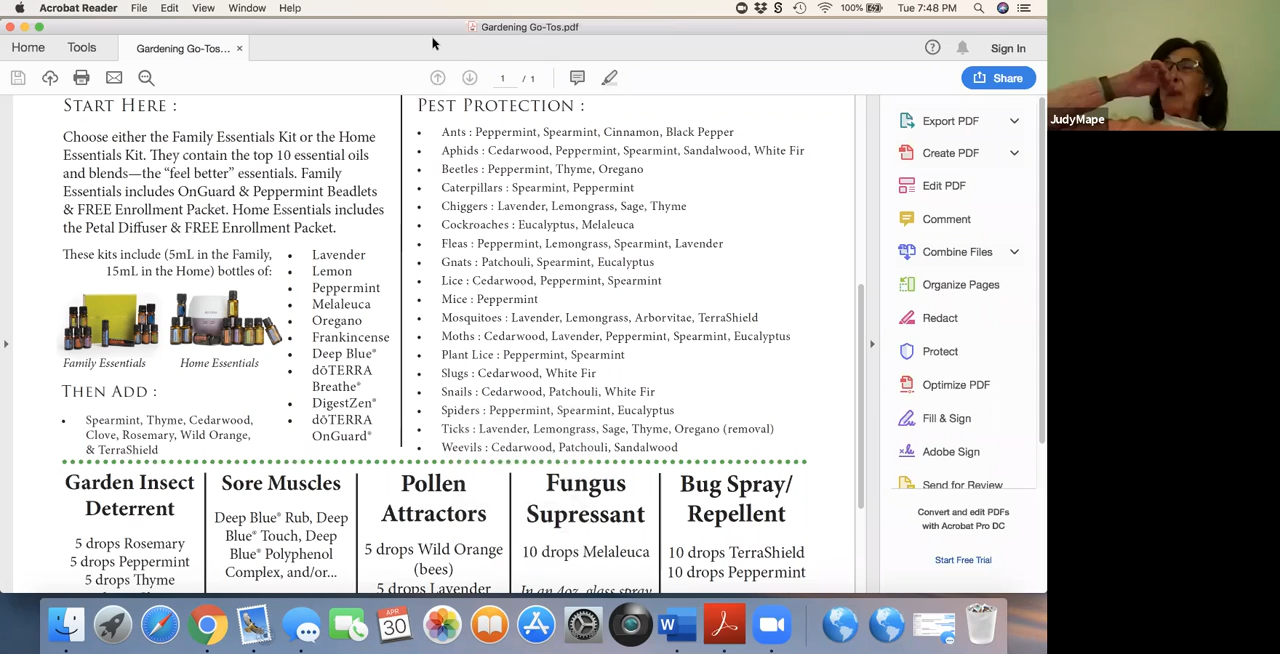 Acrobat Reader File Edit View Window Help
100% Tue 7:48 PM
Gardening Go-Tos.pdf
Home Tools Gardening Go-Tos... × Sign In
1 / 1
Share
START HERE :
Choose either the Family Essentials Kit or the Home
Essentials Kit. They contain the top 10 essential oils
and blends—the “feel better” essentials. Family
Essentials includes OnGuard & Peppermint Beadlets
& FREE Enrollment Packet. Home Essentials includes
the Petal Diffuser & FREE Enrollment Packet.
These kits include (5mL in the Family,
15mL in the Home) bottles of:
• Lavender
• Lemon
• Peppermint
• Melaleuca
• Oregano
• Frankincense
• Deep Blue®
• dōTERRA
Breathe®
• DigestZen®
• dōTERRA
OnGuard®
Family Essentials
Home Essentials
THEN ADD :
• Spearmint, Thyme, Cedarwood,
Clove, Rosemary, Wild Orange,
& TerraShield
PEST PROTECTION :
• Ants : Peppermint, Spearmint, Cinnamon, Black Pepper
• Aphids : Cedarwood, Peppermint, Spearmint, Sandalwood, White Fir
• Beetles : Peppermint, Thyme, Oregano
• Caterpillars : Spearmint, Peppermint
• Chiggers : Lavender, Lemongrass, Sage, Thyme
• Cockroaches : Eucalyptus, Melaleuca
• Fleas : Peppermint, Lemongrass, Spearmint, Lavender
• Gnats : Patchouli, Spearmint, Eucalyptus
• Lice : Cedarwood, Peppermint, Spearmint
• Mice : Peppermint
• Mosquitoes : Lavender, Lemongrass, Arborvitae, TerraShield
• Moths : Cedarwood, Lavender, Peppermint, Spearmint, Eucalyptus
• Plant Lice : Peppermint, Spearmint
• Slugs : Cedarwood, White Fir
• Snails : Cedarwood, Patchouli, White Fir
• Spiders : Peppermint, Spearmint, Eucalyptus
• Ticks : Lavender, Lemongrass, Sage, Thyme, Oregano (removal)
• Weevils : Cedarwood, Patchouli, Sandalwood
Garden Insect
Deterrent
5 drops Rosemary
5 drops Peppermint
5 drops Thyme
Sore Muscles
Deep Blue® Rub, Deep
Blue® Touch, Deep
Blue® Polyphenol
Complex, and/or...
Pollen
Attractors
5 drops Wild Orange
(bees)
5 drops Lavender
Fungus
Supressant
10 drops Melaleuca
In an 4oz. glass spray
Bug Spray/
Repellent
10 drops TerraShield
10 drops Peppermint
Export PDF
Create PDF
Edit PDF
Comment
Combine Files
Organize Pages
Redact
Protect
Optimize PDF
Fill & Sign
Adobe Sign
Send for Review
Convert and edit PDFs
with Acrobat Pro DC
Start Free Trial
JudyMape
APR
30